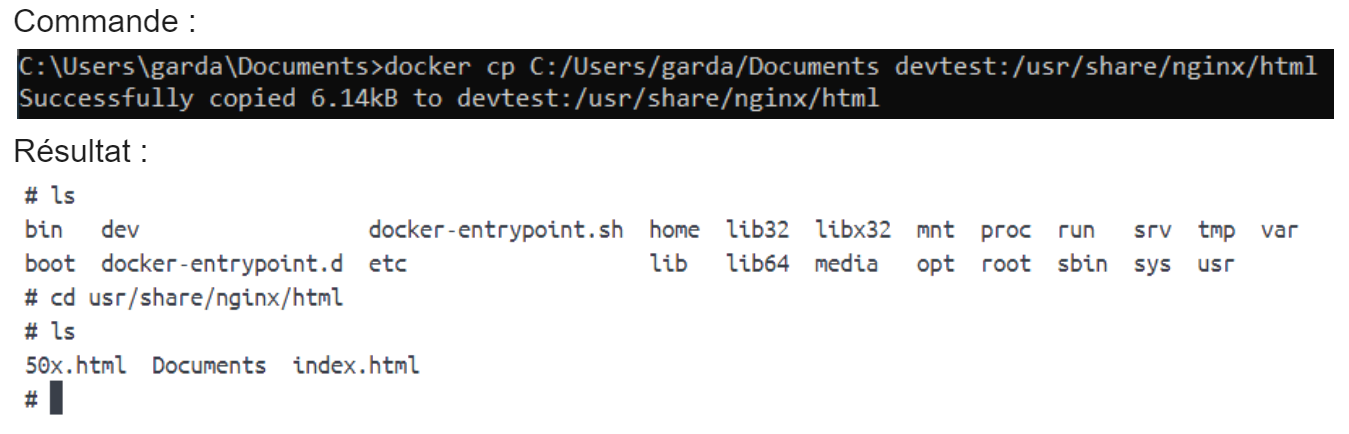 Commande :
C:\Users\garda\Documents>docker cp C:/Users/garda/Documents devtest:/usr/share/nginx/html
Successfully copied 6.14kB to devtest:/usr/share/nginx/html
Résultat :
# ls
bin   dev                  docker-entrypoint.sh  home  lib32  libx32  mnt  proc  run   srv  tmp  var
boot  docker-entrypoint.d  etc                   lib   lib64  media   opt  root  sbin  sys  usr
# cd usr/share/nginx/html
# ls
50x.html  Documents  index.html
#